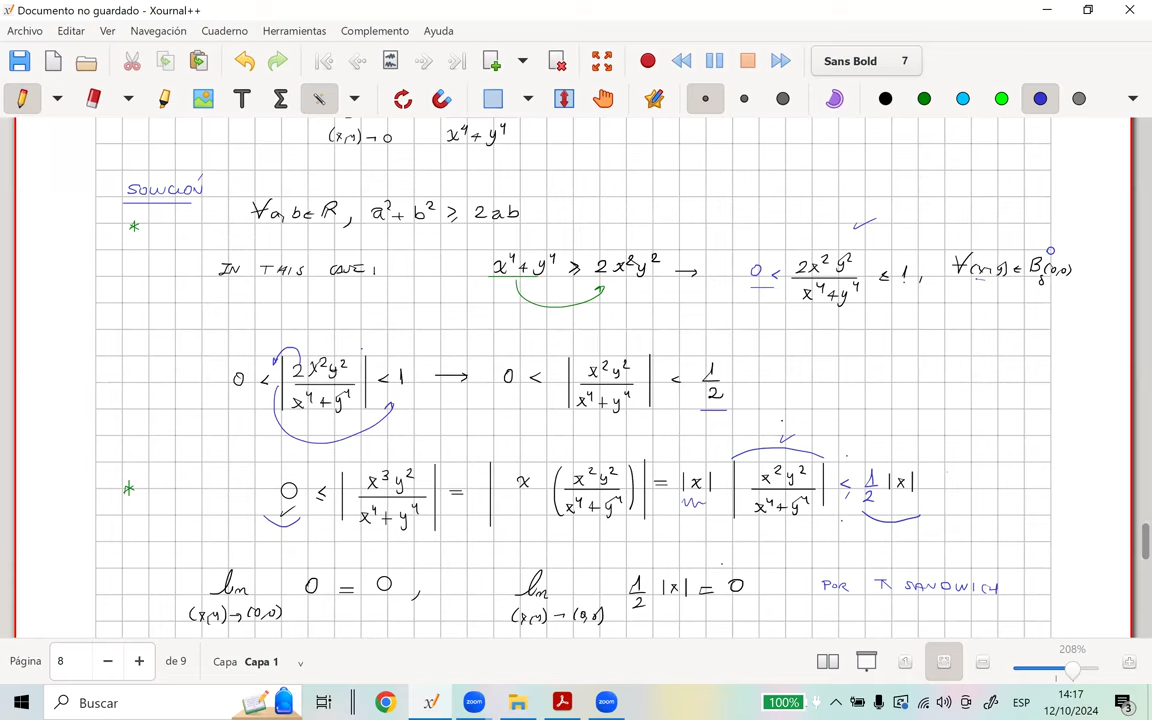 Documento no guardado - Xournal++
Archivo Editar Ver Navegación Cuaderno Herramientas Complemento Ayuda
Sans Bold 7
(x,y)→0 x⁴+y⁴
SOLUCIÓN
* ∀a,b∈R, a²+b² ≥ 2ab
IN THIS CASE: x⁴+y⁴ ≥ 2x²y² → 0 < 2x²y²/x⁴+y⁴ ≤ 1, ∀(x,y)∈B₈(0,0)
0 < |2x²y²/x⁴+y⁴| < 1 → 0 < |x²y²/x⁴+y⁴| < 1/2
* 0 ≤ |x³y²/x⁴+y⁴| = |x (x²y²/x⁴+y⁴)| = |x| |x²y²/x⁴+y⁴| ≤ 1/2 |x|
lim (x,y)→(0,0) 0 = 0, lim (x,y)→(0,0) 1/2 |x| = 0 POR T SANDWICH
Página 8 de 9 Capa Capa 1 208%
Buscar 100% ESP 14:17
12/10/2024 3